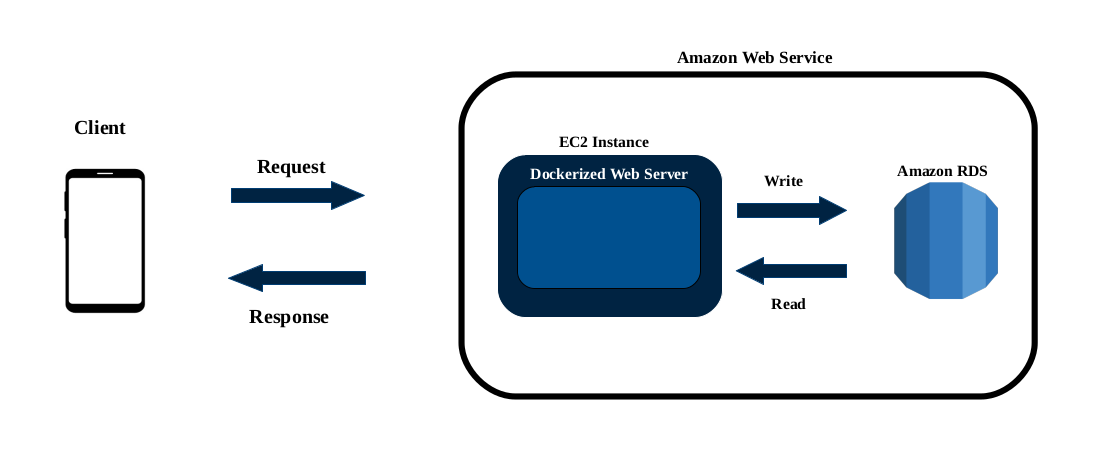 Amazon Web Service
Client
Request
Response
EC2 Instance
Dockerized Web Server
Write
Read
Amazon RDS